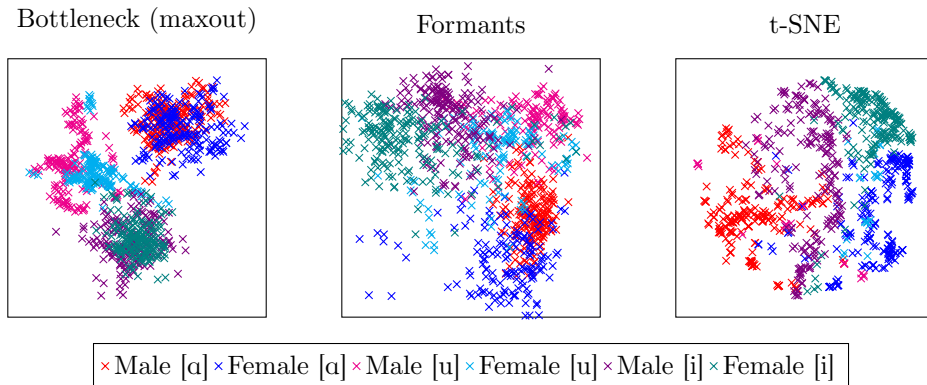 Bottleneck (maxout)
Formants
t-SNE
Male [ɑ] Female [ɑ] Male [u] Female [u] Male [i] Female [i]